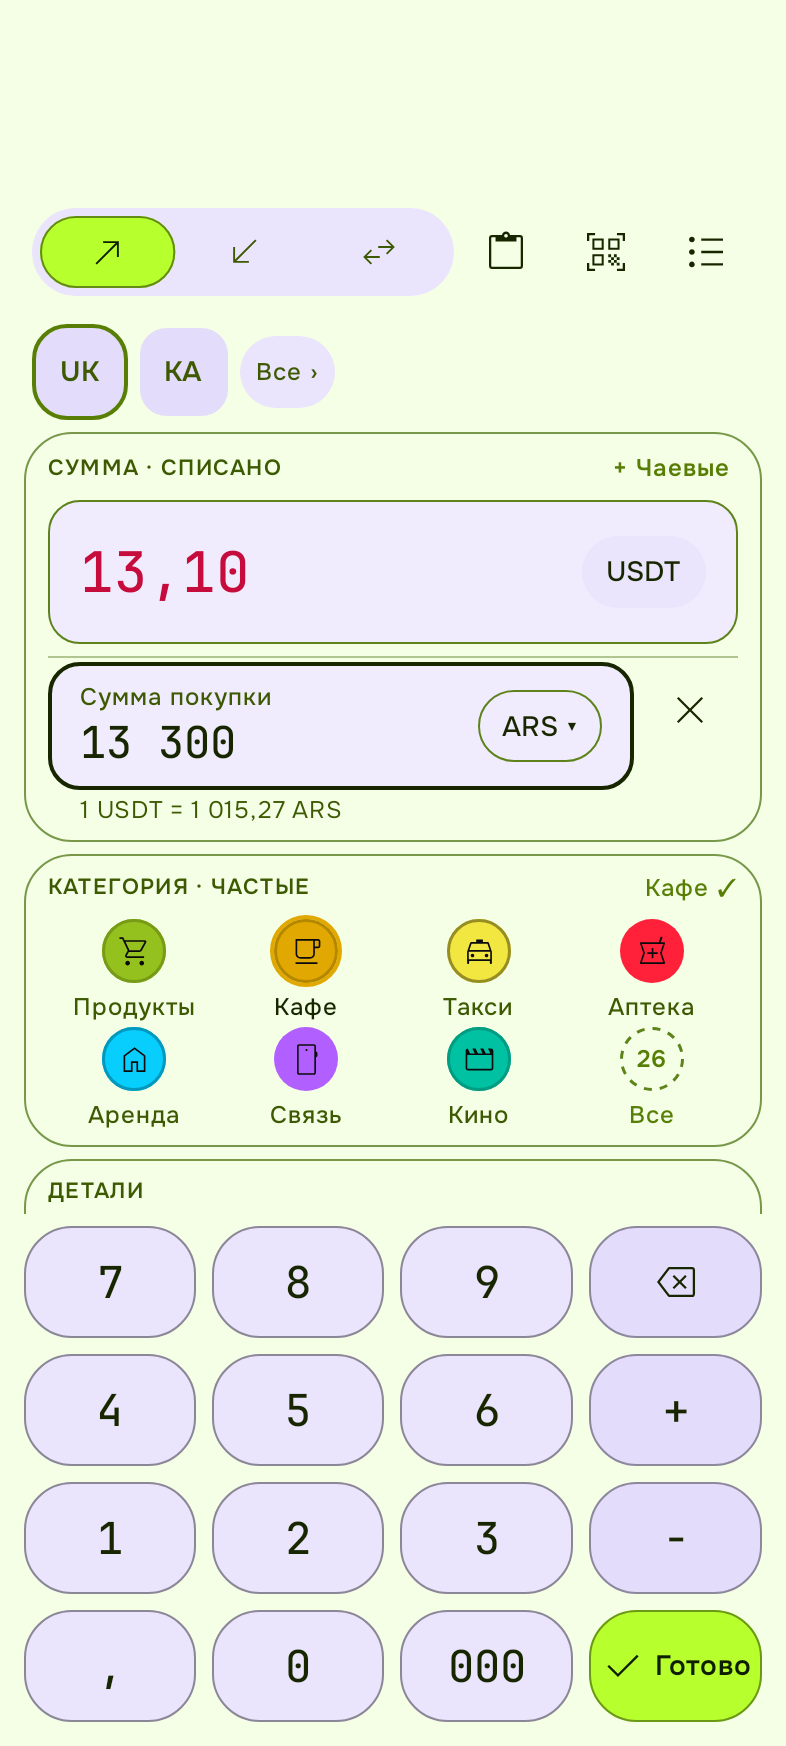 UK KA Все ›
СУММА · СПИСАНО + Чаевые
13,10 USDT
Сумма покупки
13 300 ARS ▾
1 USDT = 1 015,27 ARS
КАТЕГОРИЯ · ЧАСТЫЕ Кафе ✓
Продукты Кафе Такси Аптека
26
Аренда Связь Кино Все
ДЕТАЛИ
7 8 9
4 5 6 +
1 2 3 -
, 0 000 Готово